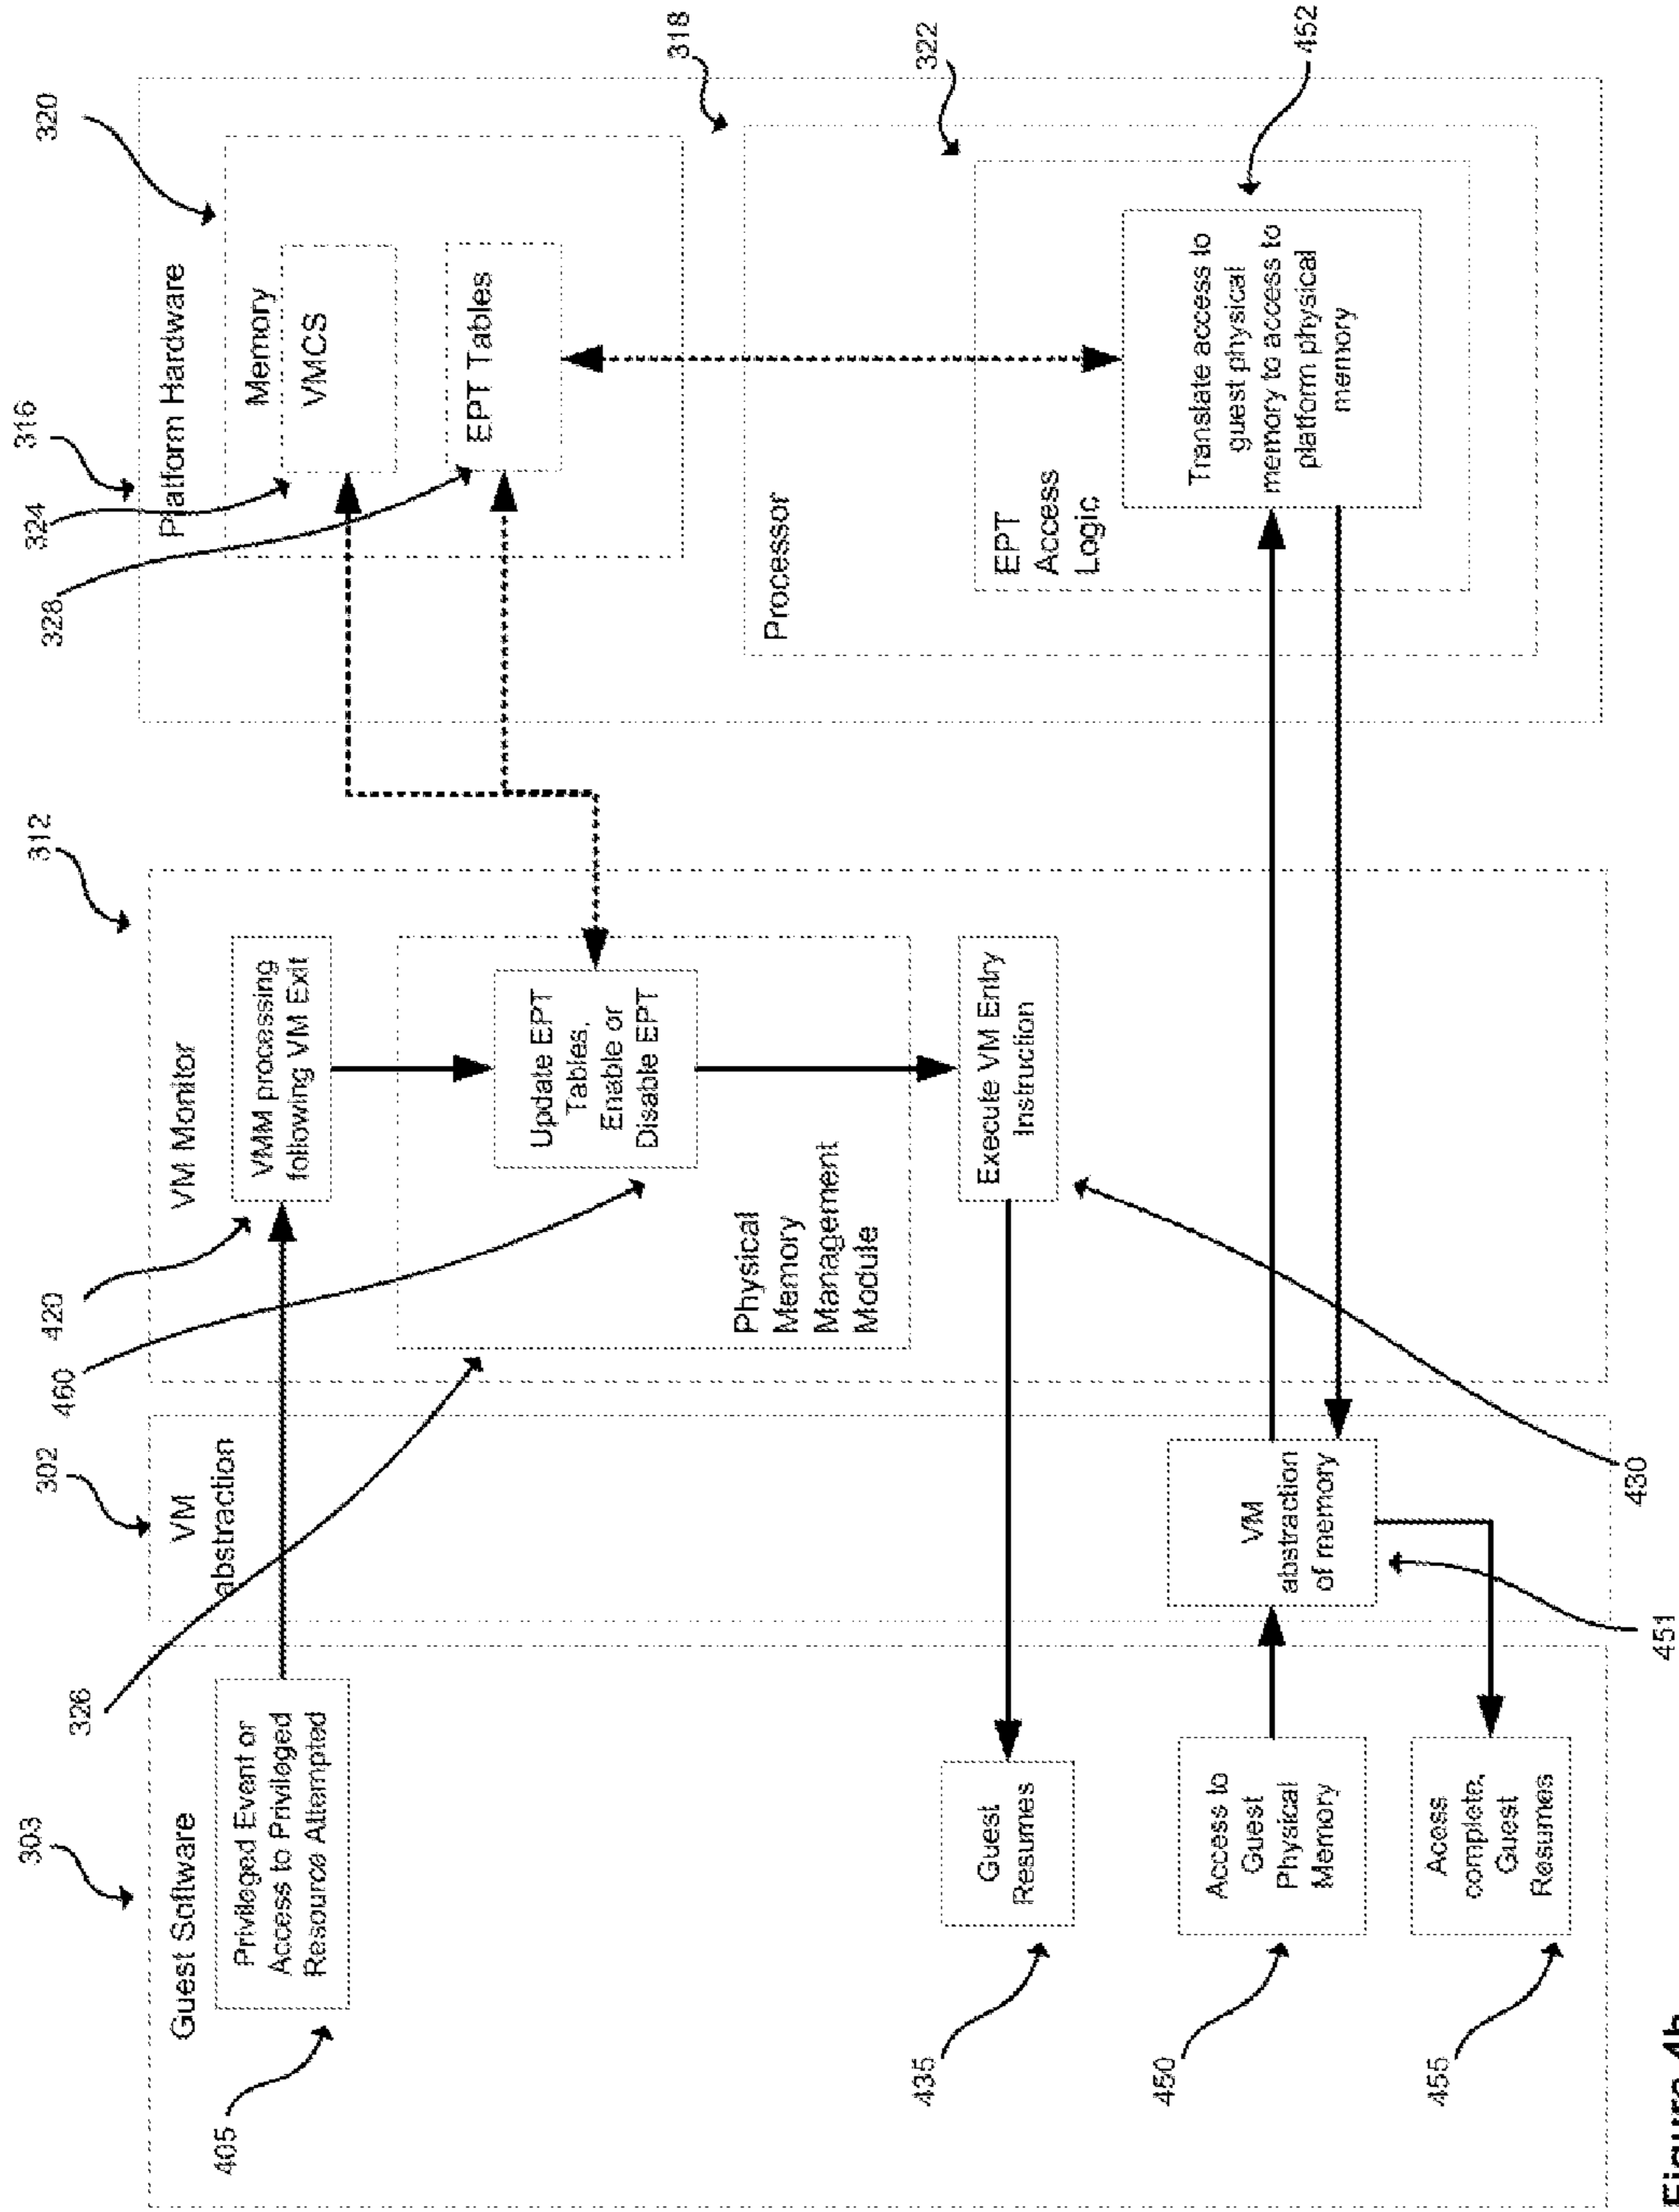 303
302
312
316
320
Guest Software
VM
abstraction
VM Monitor
Platform Hardware
405
Privileged Event or
Access to Privileged
Resource Attempted
420
VMM processing
following VM Exit
324
Memory
VMCS
460
Update EPT
Tables,
Enable or
Disable EPT
328
EPT Tables
326
Physical
Memory
Management
Module
318
Processor
435
Guest
Resumes
Execute VM Entry
Instruction
430
322
EPT
Access
Logic
450
Access to
Guest
Physical
Memory
VM
abstraction
of memory
451
Translate access to
guest physical
memory to access to
platform physical
memory
452
455
Acess
complete,
Guest
Resumes
Figure 4b